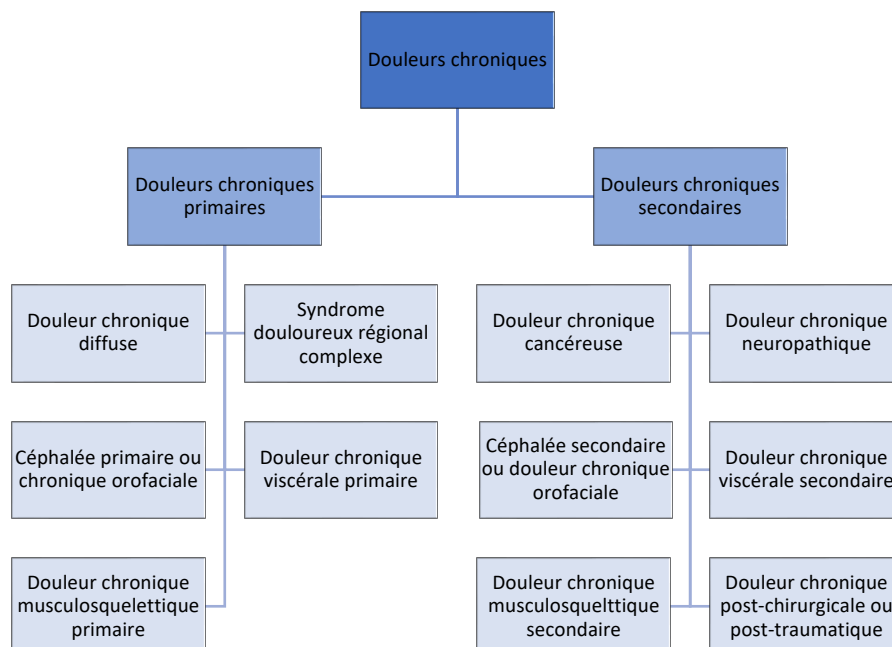 Douleurs chroniques
Douleurs chroniques
primaires
Douleurs chroniques
secondaires
Douleur chronique
diffuse
Syndrome
douloureux régional
complexe
Douleur chronique
cancéreuse
Douleur chronique
neuropathique
Céphalée primaire ou
chronique orofaciale
Douleur chronique
viscérale primaire
Céphalée secondaire
ou douleur chronique
orofaciale
Douleur chronique
viscérale secondaire
Douleur chronique
musculosquelettique
primaire
Douleur chronique
musculosquelttique
secondaire
Douleur chronique
post-chirurgicale ou
post-traumatique